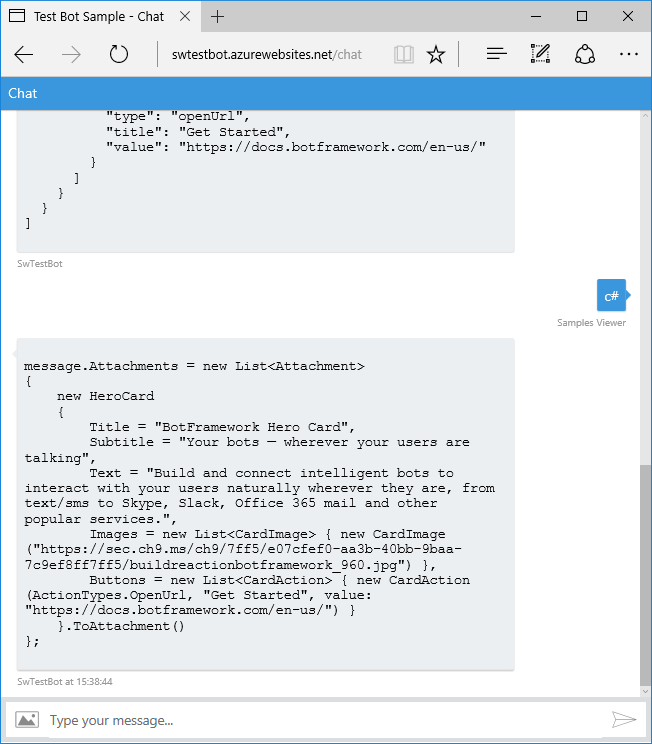 Test Bot Sample - Chat
swtestbot.azurewebsites.net/chat
Chat
"type": "openUrl",
"title": "Get Started",
"value": "https://docs.botframework.com/en-us/"
}
]
}
}
]
SwTestBot
c#
Samples Viewer
message.Attachments = new List<Attachment>
{
new HeroCard
{
Title = "BotFramework Hero Card",
Subtitle = "Your bots — wherever your users are
talking",
Text = "Build and connect intelligent bots to
interact with your users naturally wherever they are, from
text/sms to Skype, Slack, Office 365 mail and other
popular services.",
Images = new List<CardImage> { new CardImage
("https://sec.ch9.ms/ch9/7ff5/e07cfef0-aa3b-40bb-9baa-
7c9ef8ff7ff5/buildreactionbotframework_960.jpg") },
Buttons = new List<CardAction> { new CardAction
(ActionTypes.OpenUrl, "Get Started", value:
"https://docs.botframework.com/en-us/") }
}.ToAttachment()
};
SwTestBot at 15:38:44
Type your message...